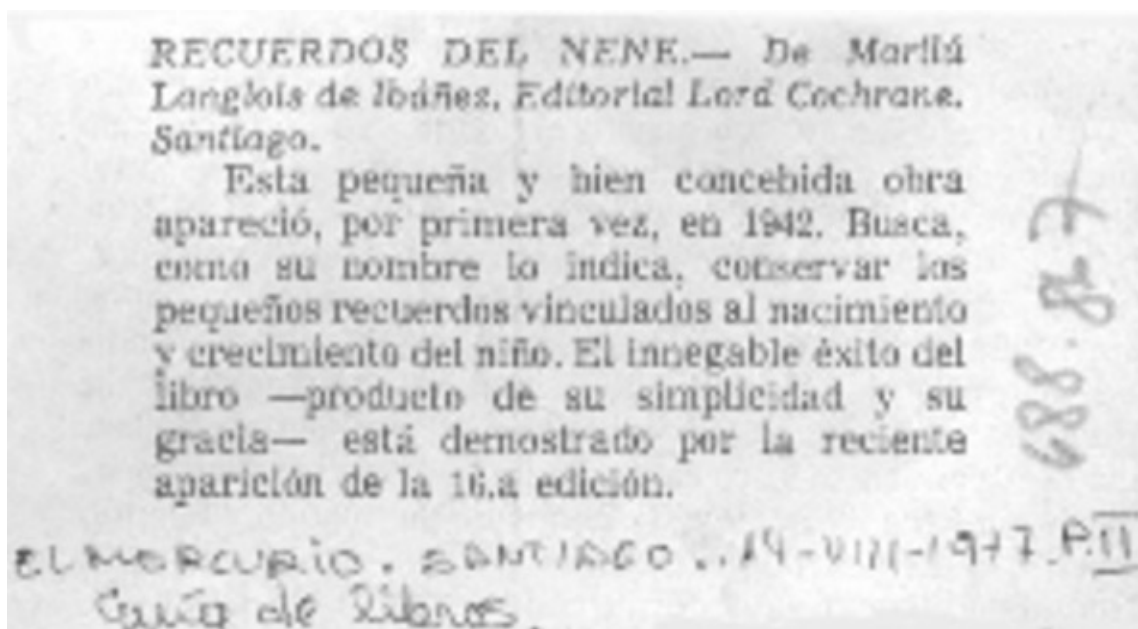 RECUERDOS DEL NENE.— De Marilú
Langlois de Ibáñez. Editorial Lord Cochrane.
Santiago.
Esta pequeña y bien concebida obra
apareció, por primera vez, en 1942. Busca,
como su nombre lo indica, conservar los
pequeños recuerdos vinculados al nacimiento
y crecimiento del niño. El innegable éxito del
libro —producto de su simplicidad y su
gracia— está demostrado por la reciente
aparición de la 16.a edición.
EL MERCURIO. SANTIAGO.. 14-VIII-1977. P.III
Guía de libros